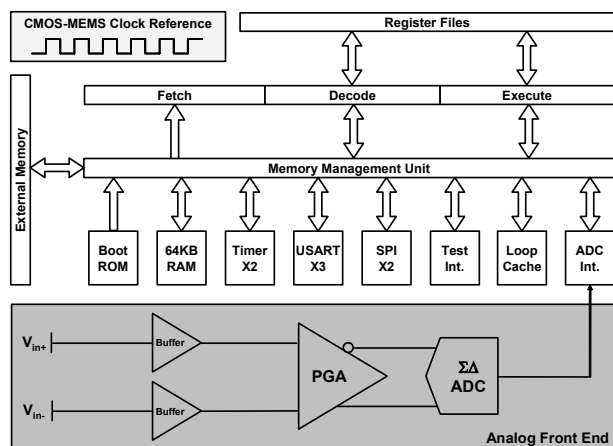 CMOS-MEMS Clock Reference
Register Files
Fetch
Decode
Execute
External Memory
Memory Management Unit
Boot
ROM
64KB
RAM
Timer
X2
USART
X3
SPI
X2
Test
Int.
Loop
Cache
ADC
Int.
Vin+
Buffer
PGA
ΣΔ
ADC
Vin-
Buffer
Analog Front End